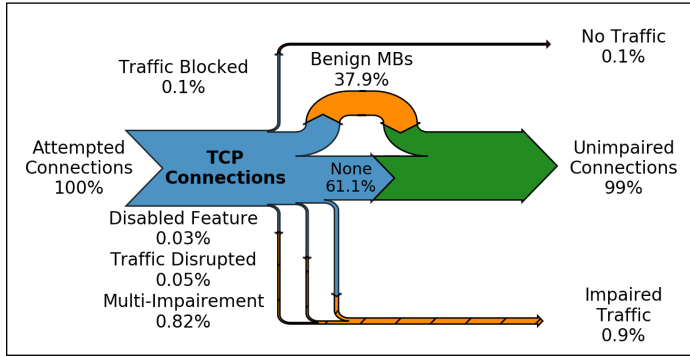 No Traffic
0.1%
Benign MBs
37.9%
Traffic Blocked
0.1%
Attempted
Connections
100%
TCP
Connections
None
61.1%
Unimpaired
Connections
99%
Disabled Feature
0.03%
Traffic Disrupted
0.05%
Multi-Impairement
0.82%
Impaired
Traffic
0.9%